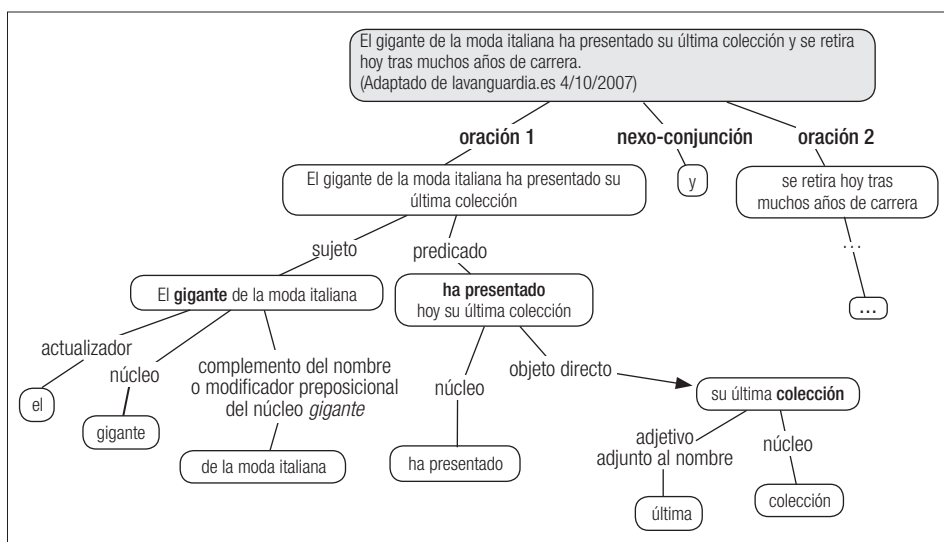 El gigante de la moda italiana ha presentado su última colección y se retira
hoy tras muchos años de carrera.
(Adaptado de lavanguardia.es 4/10/2007)
oración 1
nexo-conjunción
oración 2
El gigante de la moda italiana ha presentado su
última colección
y
se retira hoy tras
muchos años de carrera
sujeto
predicado
...
El gigante de la moda italiana
ha presentado
hoy su última colección
...
actualizador
núcleo
complemento del nombre
o modificador preposicional
del núcleo gigante
núcleo
objeto directo
el
gigante
de la moda italiana
ha presentado
su última colección
adjetivo
adjunto al nombre
núcleo
última
colección